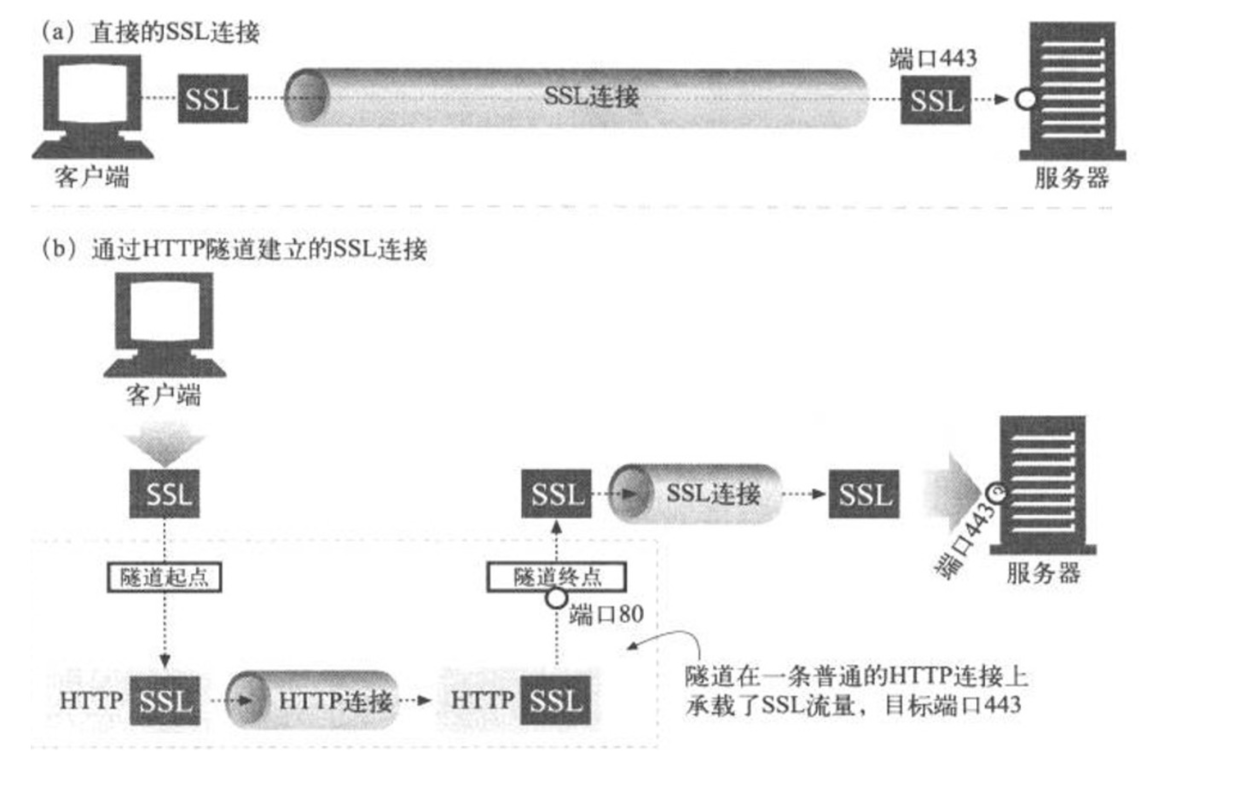 (a) 直接的SSL连接
端口443
SSL
SSL连接
SSL
客户端
服务器
(b) 通过HTTP隧道建立的SSL连接
客户端
SSL
SSL
SSL连接
SSL
端口443
服务器
隧道起点
隧道终点
端口80
HTTP SSL
HTTP连接
HTTP SSL
隧道在一条普通的HTTP连接上
承载了SSL流量，目标端口443